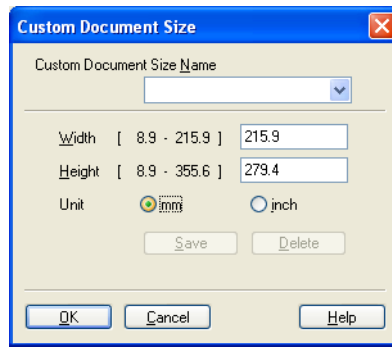 Custom Document Size
Custom Document Size Name
Width [ 8.9 - 215.9 ] 215.9
Height [ 8.9 - 355.6 ] 279.4
Unit mm inch
Save Delete
OK Cancel Help